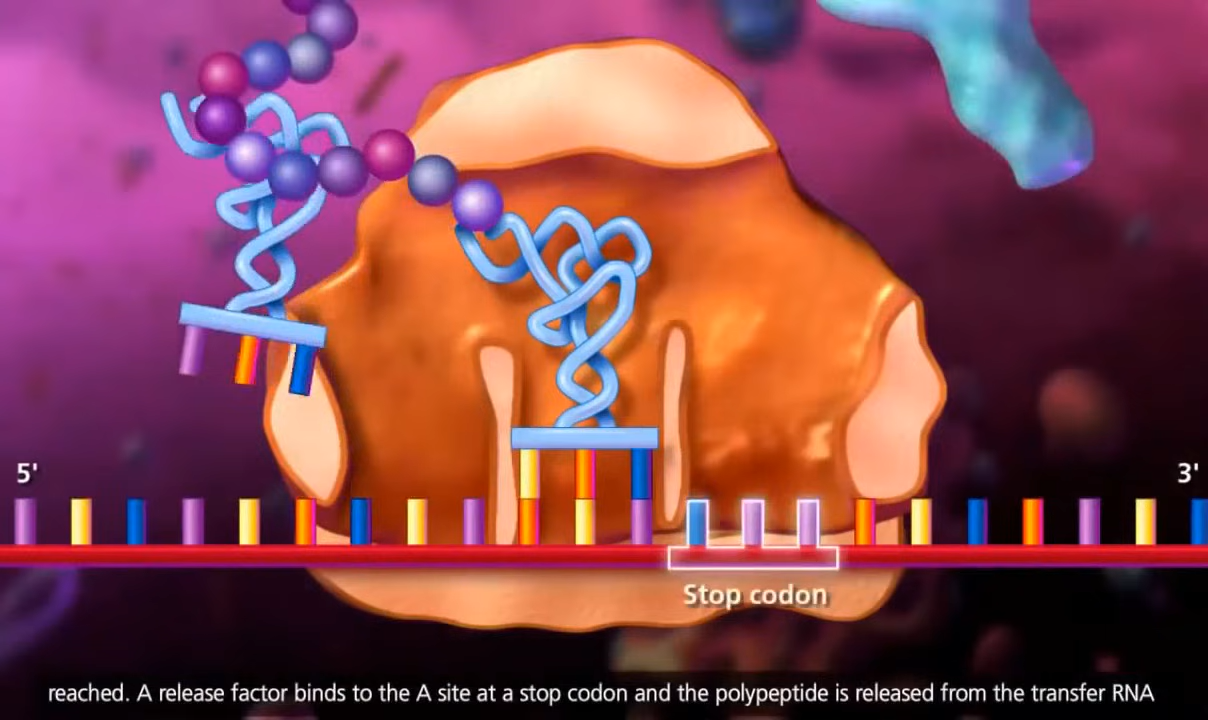 5'
3'
Stop codon
reached. A release factor binds to the A site at a stop codon and the polypeptide is released from the transfer RNA